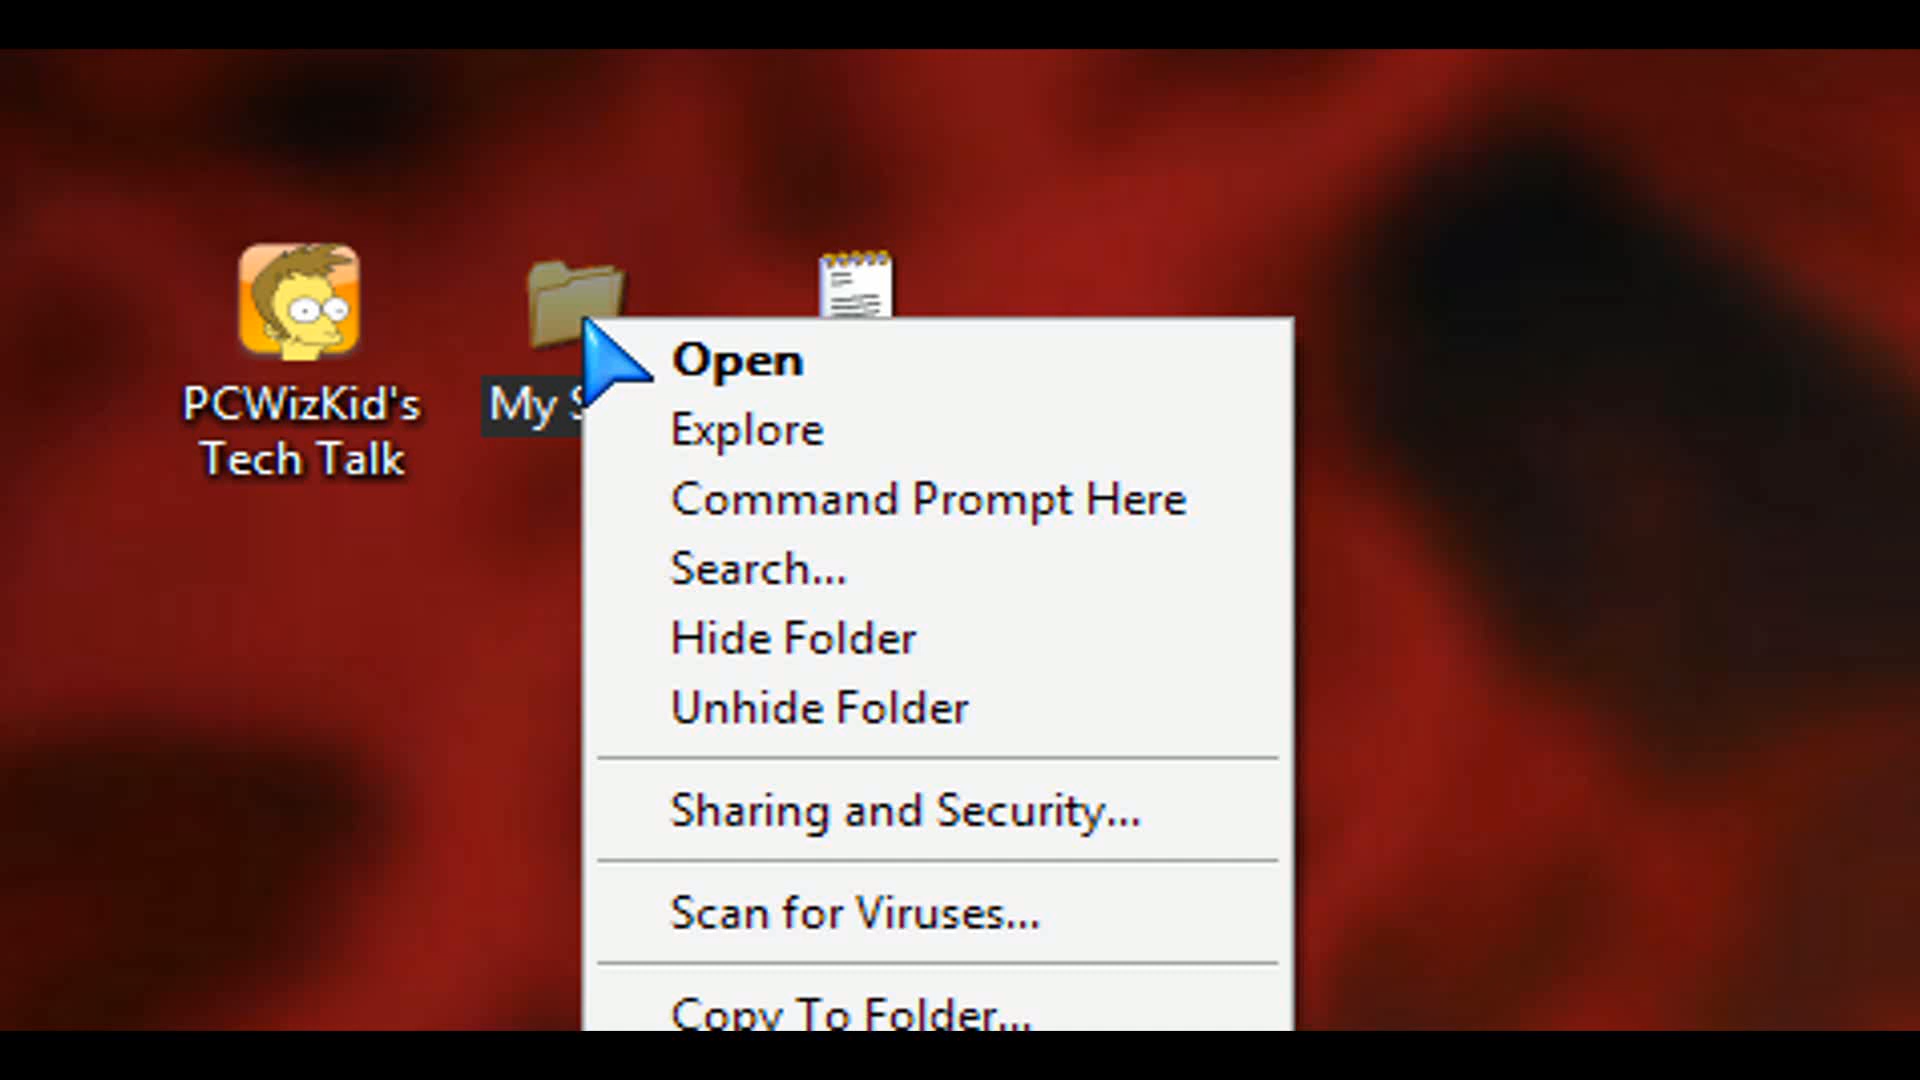 PCWizKid's
Tech Talk
My
Open
Explore
Command Prompt Here
Search...
Hide Folder
Unhide Folder
Sharing and Security...
Scan for Viruses...
Copy To Folder...